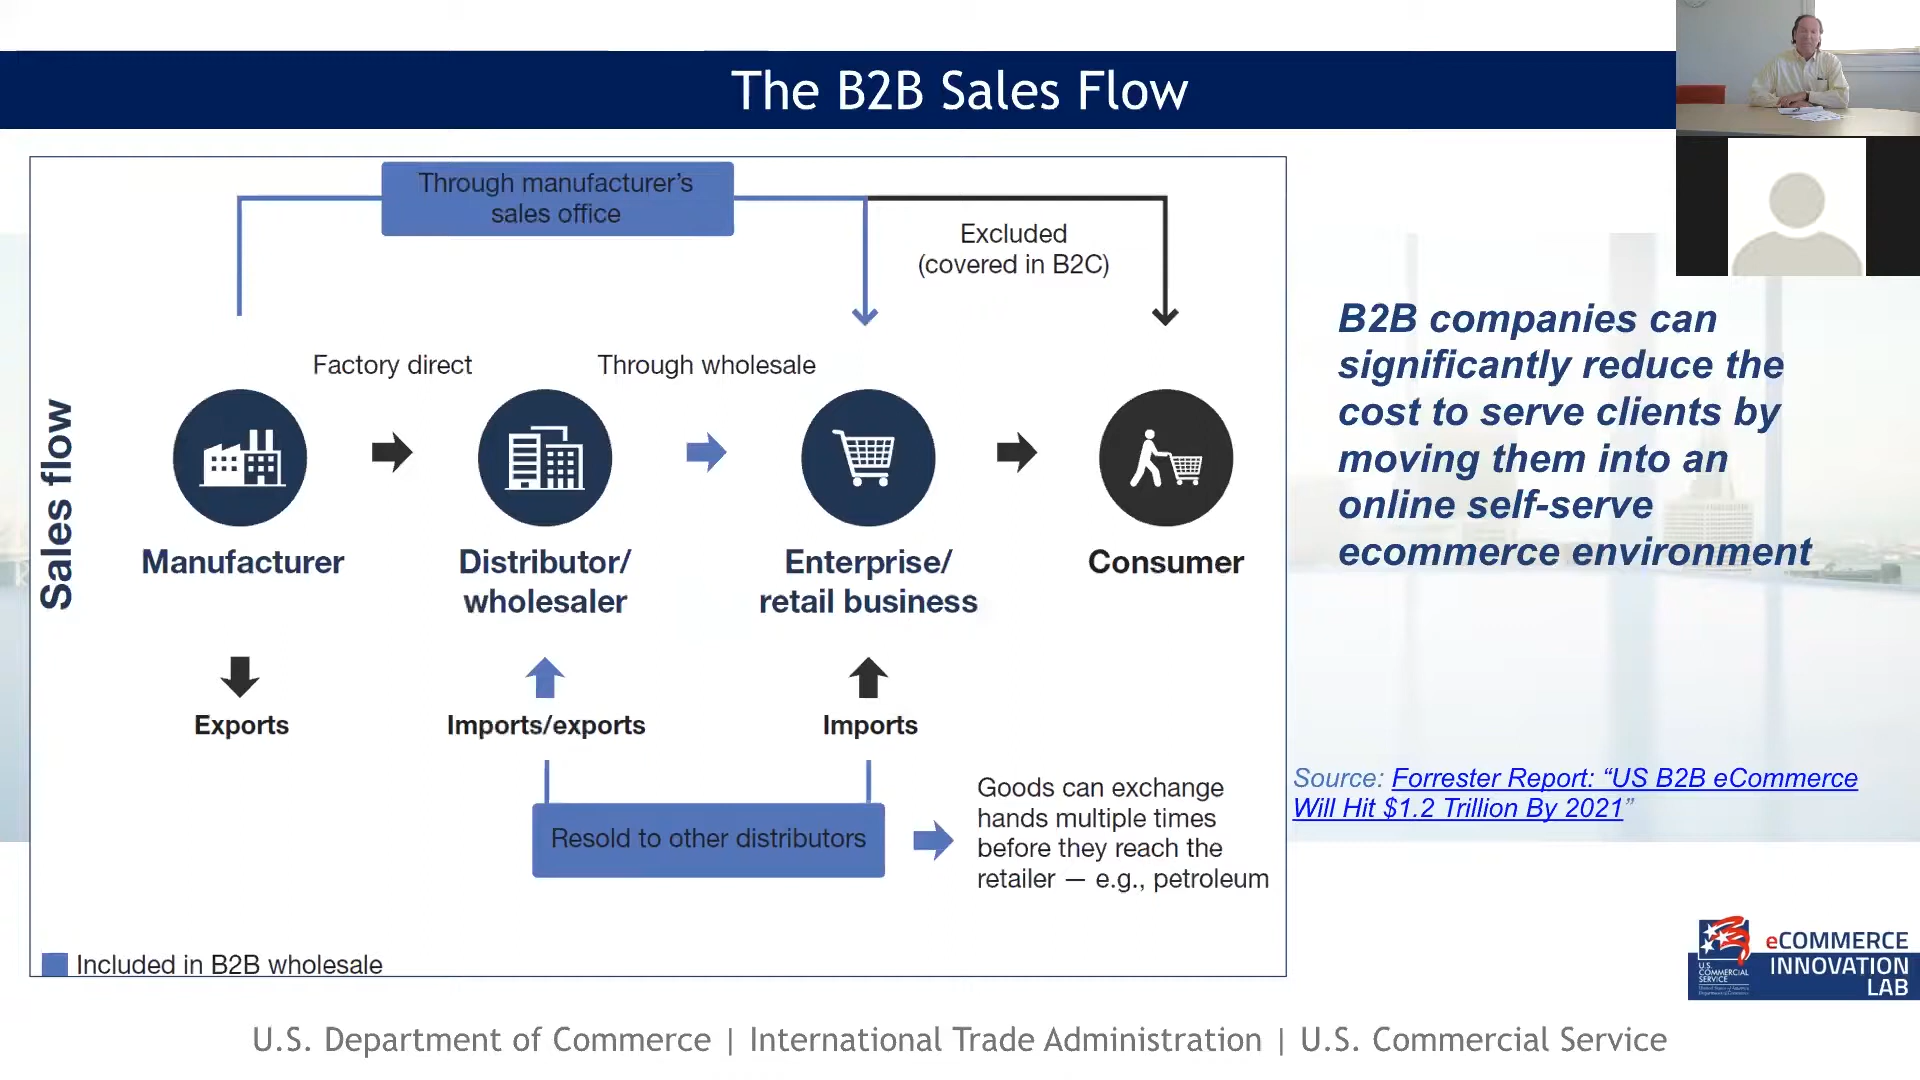 The B2B Sales Flow
Through manufacturer's
sales office
Excluded
(covered in B2C)
Factory direct
Through wholesale
Sales flow
Manufacturer
Distributor/
wholesaler
Enterprise/
retail business
Consumer
Exports
Imports/exports
Imports
Resold to other distributors
Goods can exchange
hands multiple times
before they reach the
retailer — e.g., petroleum
Included in B2B wholesale
B2B companies can
significantly reduce the
cost to serve clients by
moving them into an
online self-serve
ecommerce environment
Source: Forrester Report: “US B2B eCommerce
Will Hit $1.2 Trillion By 2021”
U.S.
COMMERCIAL
SERVICE
eCOMMERCE
INNOVATION
LAB
U.S. Department of Commerce | International Trade Administration | U.S. Commercial Service